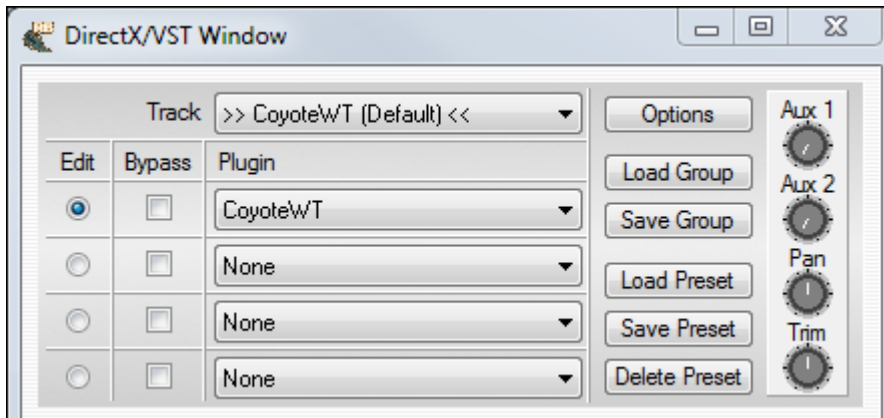 DirectX/VST Window
Track >> CoyoteWT (Default) << Options Aux 1
Edit Bypass Plugin Load Group Aux 2
CoyoteWT Save Group
None Load Preset Pan
None Save Preset Trim
None Delete Preset